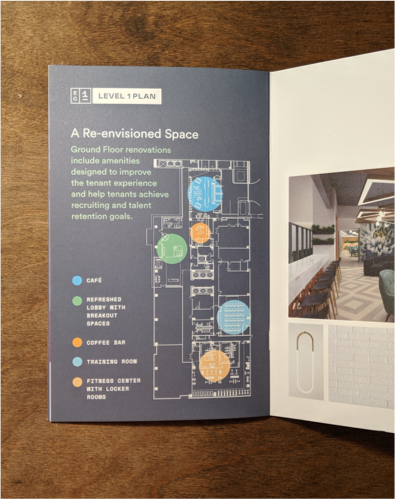 LEVEL 1 PLAN
A Re-envisioned Space
Ground Floor renovations
include amenities
designed to improve
the tenant experience
and help tenants achieve
recruiting and talent
retention goals.
CAFÉ
REFRESHED
LOBBY WITH
BREAKOUT
SPACES
COFFEE BAR
TRAINING ROOM
FITNESS CENTER
WITH LOCKER
ROOMS